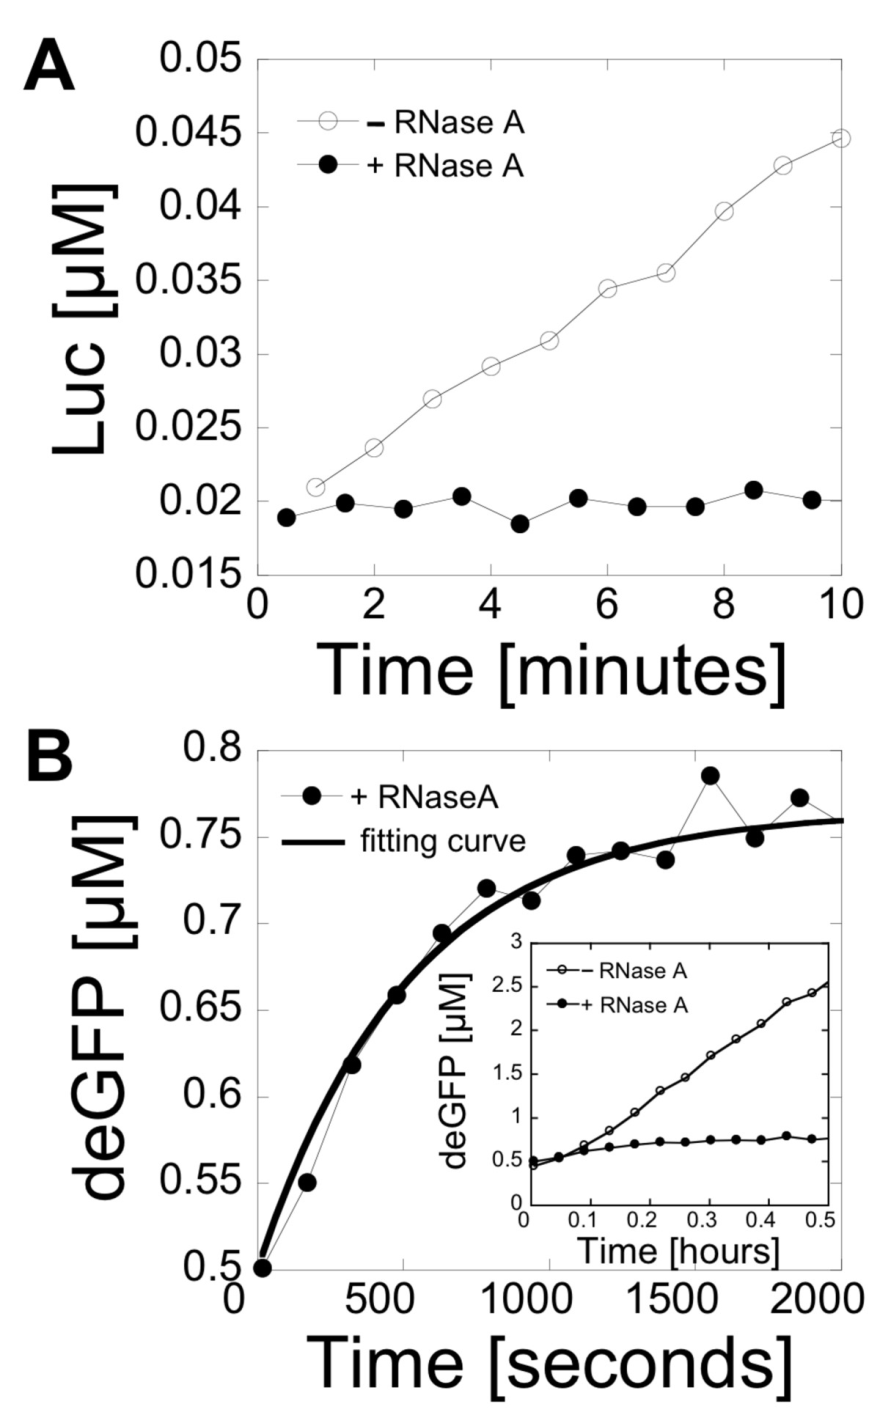 A
0.05
0.045
0.04
0.035
0.03
0.025
0.02
0.015
Luc [µM]
– RNase A
+ RNase A
0 2 4 6 8 10
Time [minutes]
B
0.8
0.75
0.7
0.65
0.6
0.55
0.5
deGFP [µM]
+ RNaseA
fitting curve
3
2.5
2
1.5
1
0.5
0
deGFP [µM]
– RNase A
+ RNase A
0 0.1 0.2 0.3 0.4 0.5
Time [hours]
0 500 1000 1500 2000
Time [seconds]